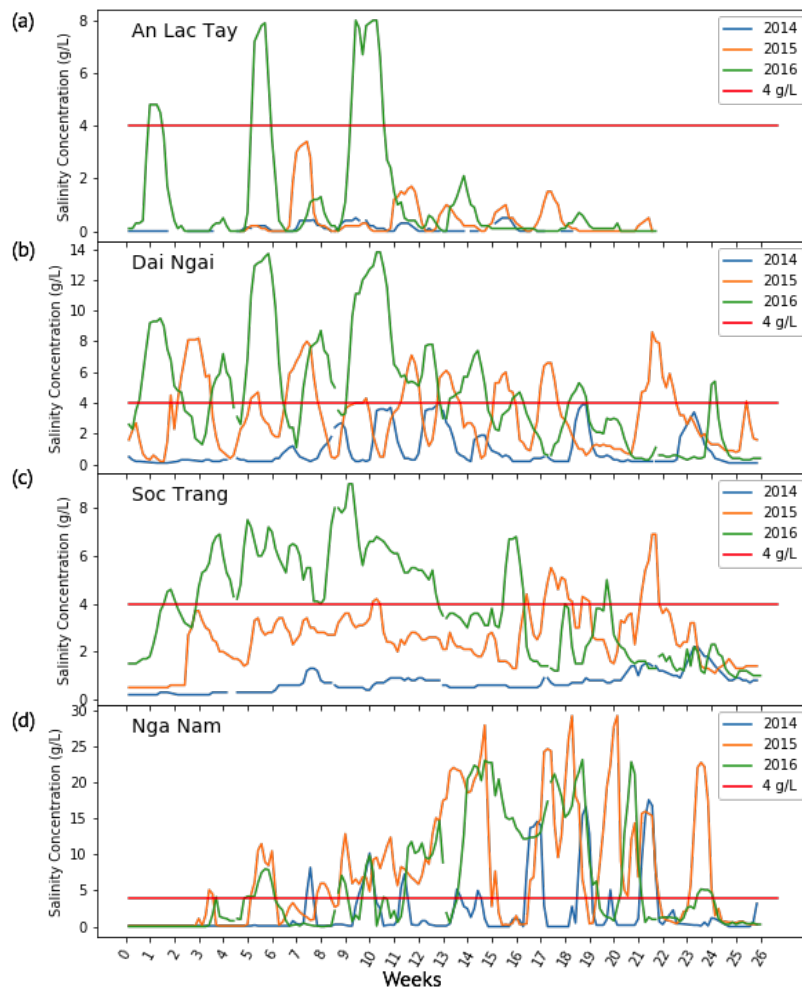 (a)
An Lac Tay
Salinity Concentration (g/L)
8
6
4
2
0
2014
2015
2016
4 g/L
(b)
Dai Ngai
Salinity Concentration (g/L)
14
12
10
8
6
4
2
0
2014
2015
2016
4 g/L
(c)
Soc Trang
Salinity Concentration (g/L)
8
6
4
2
0
2014
2015
2016
4 g/L
(d)
Nga Nam
Salinity Concentration (g/L)
30
25
20
15
10
5
0
2014
2015
2016
4 g/L
0 1 2 3 4 5 6 7 8 9 10 11 12 13 14 15 16 17 18 19 20 21 22 23 24 25 26
Weeks